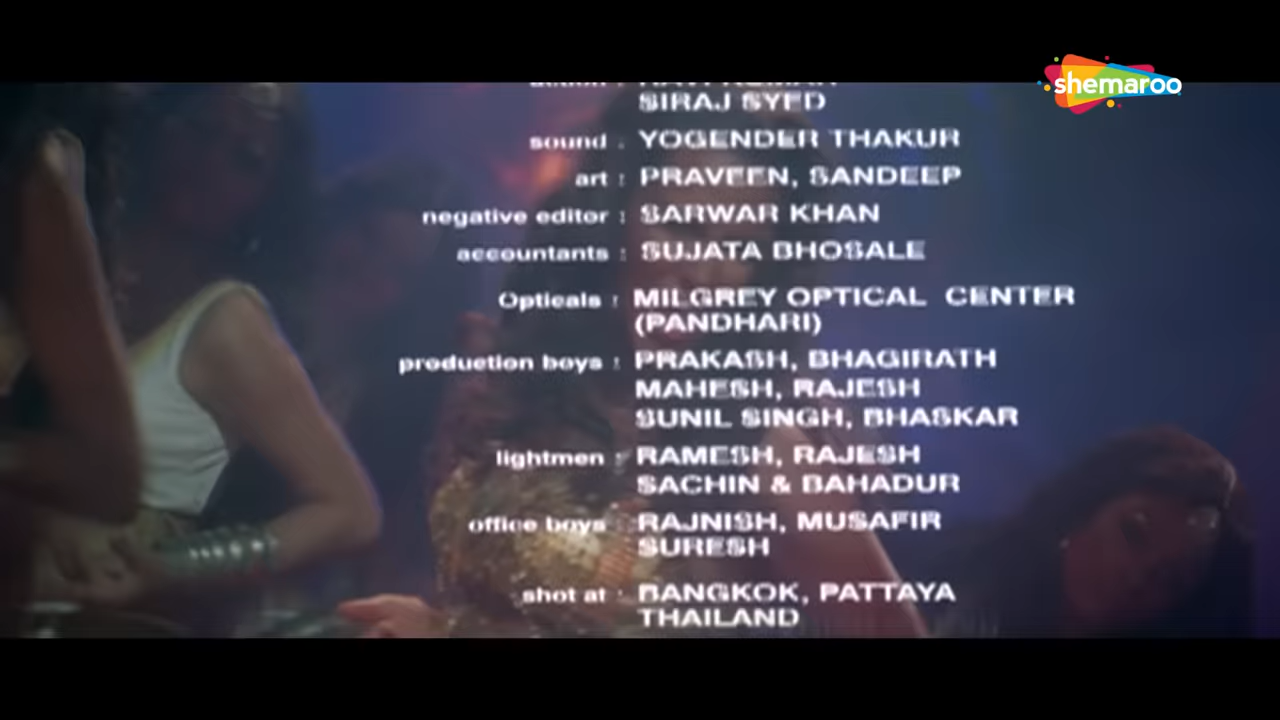 shemaroo
SIRAJ SYED
sound : YOGENDER THAKUR
art : PRAVEEN, SANDEEP
negative editor : SARWAR KHAN
accountants : SUJATA BHOSALE
Opticals : MILGREY OPTICAL CENTER
(PANDHARI)
production boys : PRAKASH, BHAGIRATH
MAHESH, RAJESH
SUNIL SINGH, BHASKAR
lightmen : RAMESH, RAJESH
SACHIN & BAHADUR
office boys : RAJNISH, MUSAFIR
SURESH
shot at : BANGKOK, PATTAYA
THAILAND